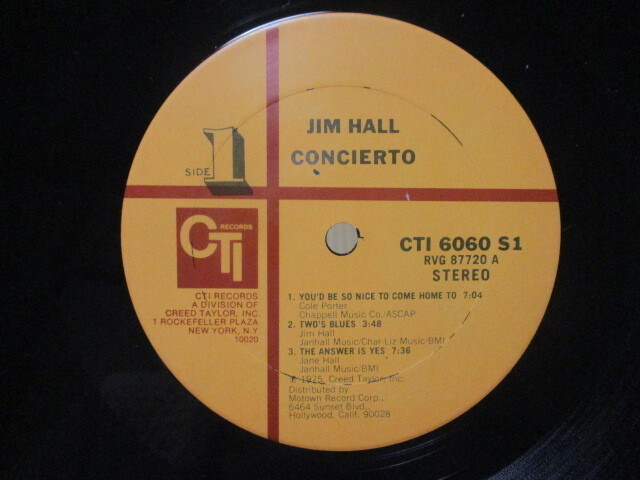 JIM HALL
CONCIERTO
SIDE 1
CTI RECORDS
CTI 6060 S1
RVG 87720 A
STEREO
CTI RECORDS
A DIVISION OF
CREED TAYLOR, INC.
1 ROCKEFELLER PLAZA
NEW YORK, N.Y.
10020
1. YOU'D BE SO NICE TO COME HOME TO 7:04
Cole Porter
Chappell Music Co./ASCAP
2. TWO'S BLUES 3:48
Jim Hall
Janhall Music/Char-Liz Music/BMI
3. THE ANSWER IS YES 7:36
Jane Hall
Janhall Music/BMI
℗ 1975, Creed Taylor, Inc.
Distributed by
Motown Record Corp.,
6464 Sunset Blvd.,
Hollywood, Calif. 90028